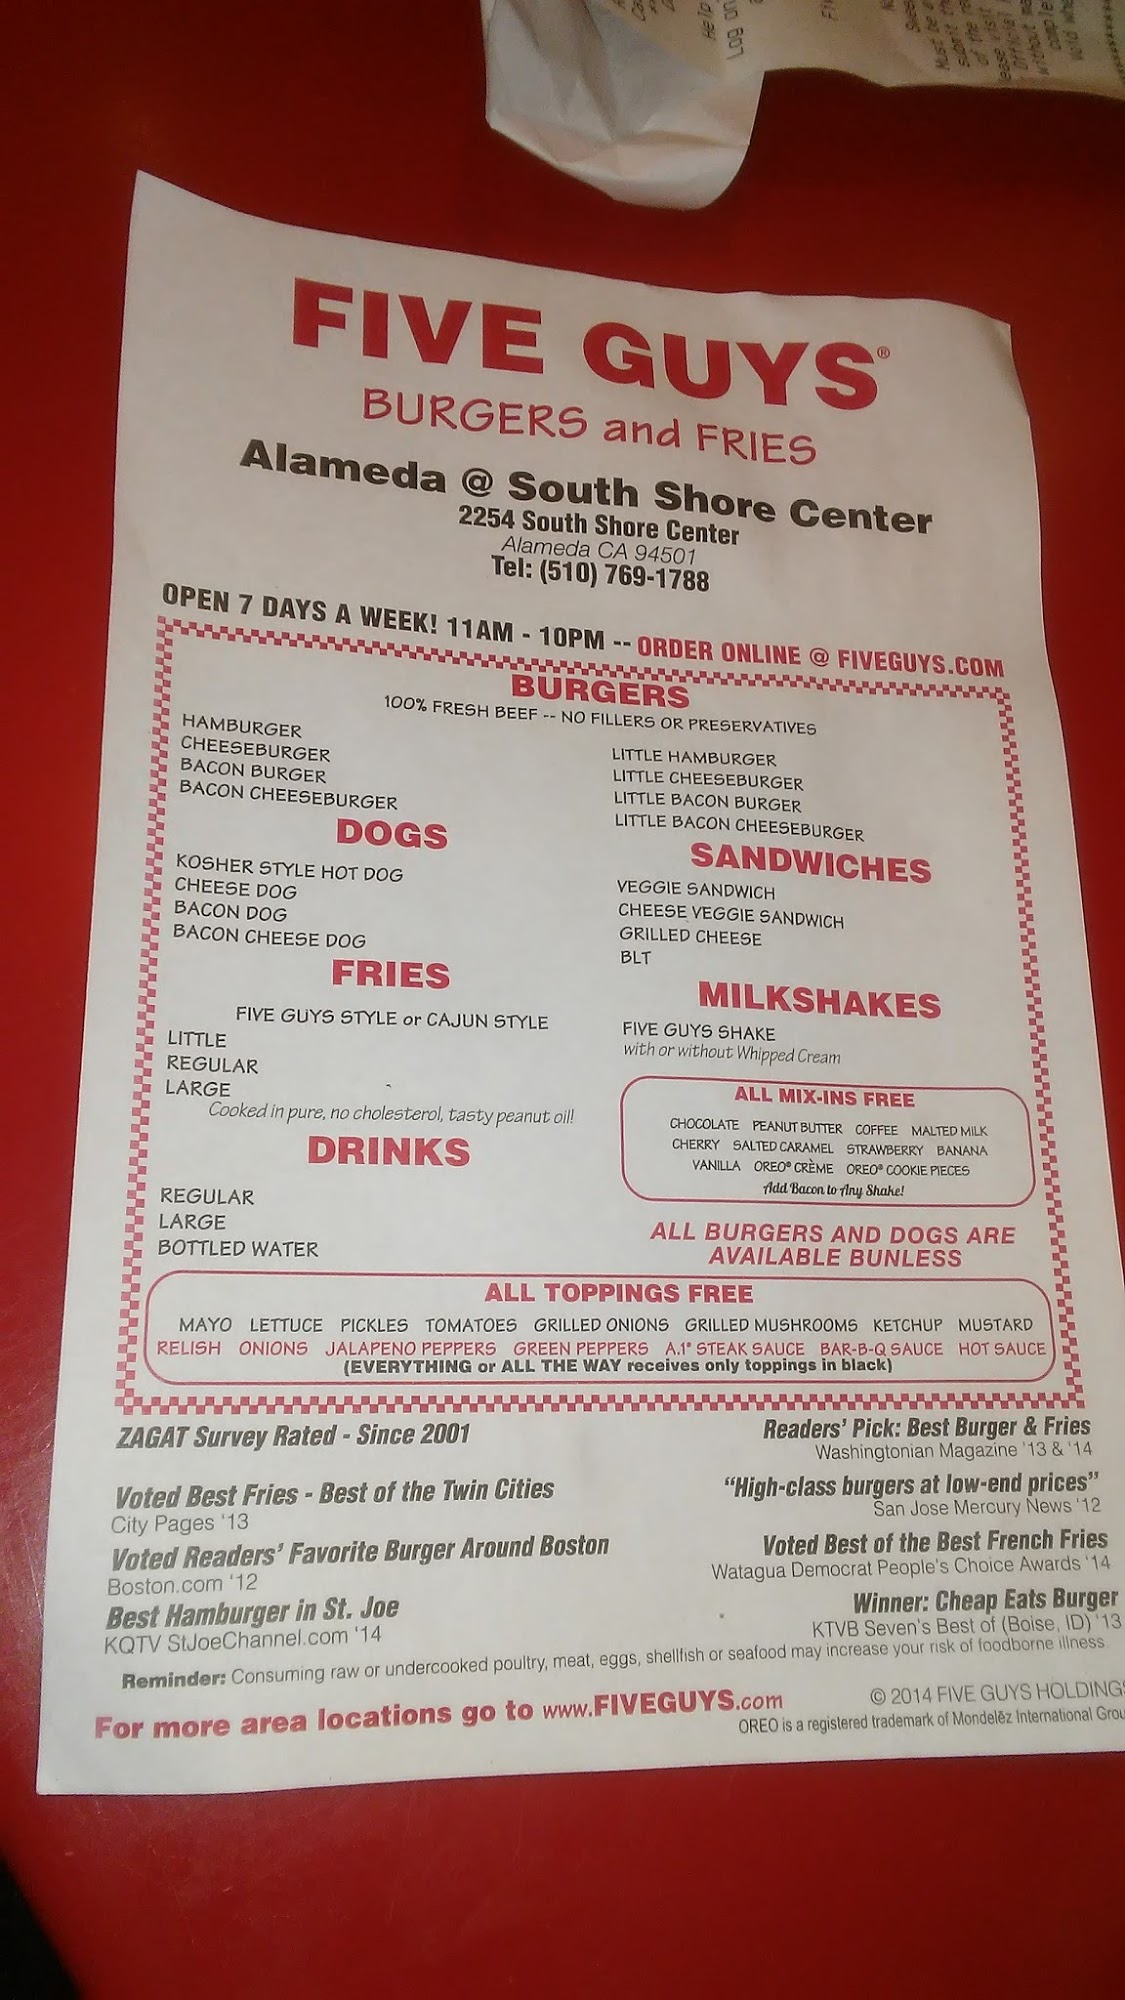 Help
Log on
Must be
submit th
of the
FIVE GUYS®
BURGERS and FRIES
Alameda @ South Shore Center
2254 South Shore Center
Alameda CA 94501
Tel: (510) 769-1788
OPEN 7 DAYS A WEEK! 11AM - 10PM -- ORDER ONLINE @ FIVEGUYS.COM
BURGERS
100% FRESH BEEF -- NO FILLERS OR PRESERVATIVES
HAMBURGER
CHEESEBURGER
BACON BURGER
BACON CHEESEBURGER
LITTLE HAMBURGER
LITTLE CHEESEBURGER
LITTLE BACON BURGER
LITTLE BACON CHEESEBURGER
DOGS
KOSHER STYLE HOT DOG
CHEESE DOG
BACON DOG
BACON CHEESE DOG
SANDWICHES
VEGGIE SANDWICH
CHEESE VEGGIE SANDWICH
GRILLED CHEESE
BLT
FRIES
FIVE GUYS STYLE or CAJUN STYLE
LITTLE
REGULAR
LARGE
Cooked in pure, no cholesterol, tasty peanut oil!
MILKSHAKES
FIVE GUYS SHAKE
with or without Whipped Cream
ALL MIX-INS FREE
CHOCOLATE PEANUT BUTTER COFFEE MALTED MILK
CHERRY SALTED CARAMEL STRAWBERRY BANANA
VANILLA OREO® CRÈME OREO® COOKIE PIECES
Add Bacon to Any Shake!
DRINKS
REGULAR
LARGE
BOTTLED WATER
ALL BURGERS AND DOGS ARE
AVAILABLE BUNLESS
ALL TOPPINGS FREE
MAYO LETTUCE PICKLES TOMATOES GRILLED ONIONS GRILLED MUSHROOMS KETCHUP MUSTARD
RELISH ONIONS JALAPENO PEPPERS GREEN PEPPERS A.1® STEAK SAUCE BAR-B-Q SAUCE HOT SAUCE
(EVERYTHING or ALL THE WAY receives only toppings in black)
ZAGAT Survey Rated - Since 2001
Voted Best Fries - Best of the Twin Cities
City Pages '13
Voted Readers' Favorite Burger Around Boston
Boston.com '12
Best Hamburger in St. Joe
KQTV StJoeChannel.com '14
Readers' Pick: Best Burger & Fries
Washingtonian Magazine '13 & '14
"High-class burgers at low-end prices"
San Jose Mercury News '12
Voted Best of the Best French Fries
Watagua Democrat People's Choice Awards '14
Winner: Cheap Eats Burger
KTVB Seven's Best of (Boise, ID) '13
Reminder: Consuming raw or undercooked poultry, meat, eggs, shellfish or seafood may increase your risk of foodborne illness.
For more area locations go to www.FIVEGUYS.com
© 2014 FIVE GUYS HOLDINGS
OREO is a registered trademark of Mondelēz International Grou